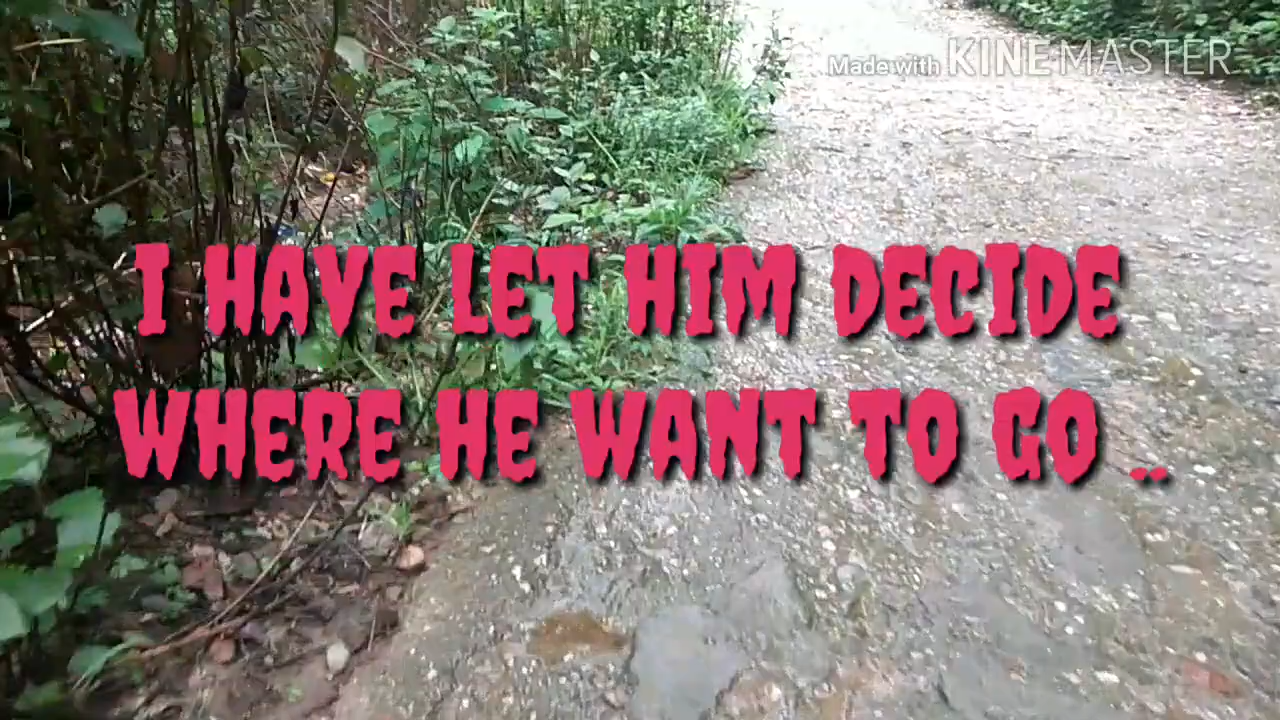 Made with KINEMASTER
I HAVE LET HIM DECIDE
WHERE HE WANT TO GO ..